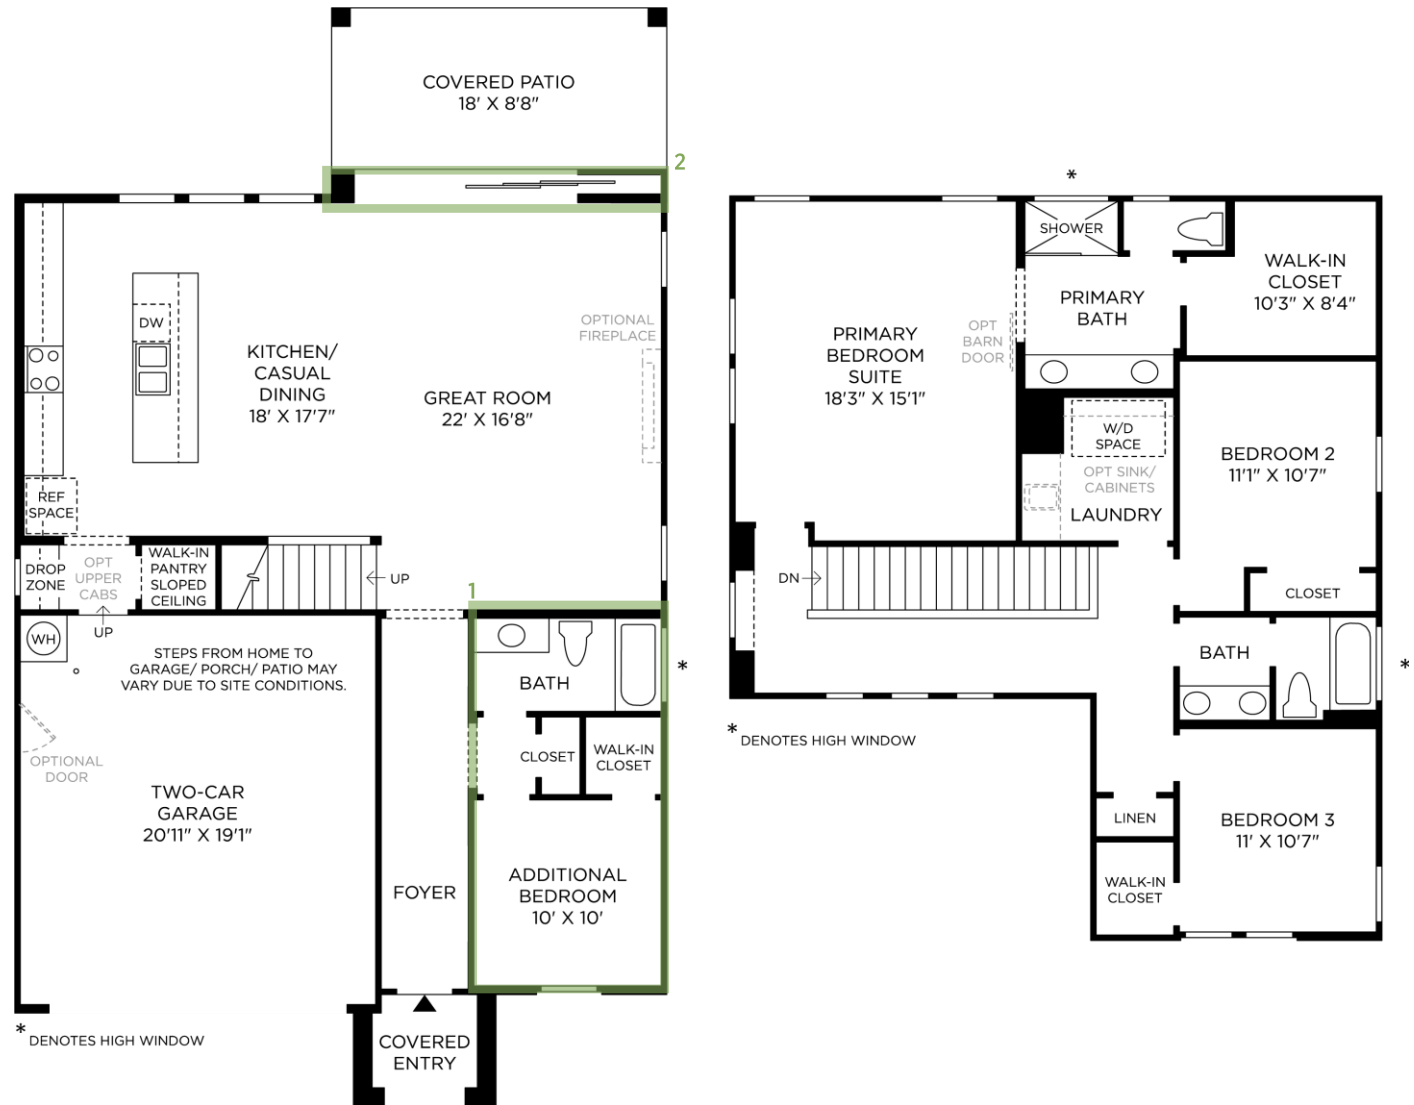 COVERED PATIO
18' X 8'8"
2
OPTIONAL
FIREPLACE
DW
KITCHEN/
CASUAL
DINING
18' X 17'7"
GREAT ROOM
22' X 16'8"
REF
SPACE
DROP
ZONE
OPT
UPPER
CABS
WALK-IN
PANTRY
SLOPED
CEILING
UP
UP
1
WH
STEPS FROM HOME TO
GARAGE/ PORCH/ PATIO MAY
VARY DUE TO SITE CONDITIONS.
BATH
*
OPTIONAL
DOOR
CLOSET
WALK-IN
CLOSET
TWO-CAR
GARAGE
20'11" X 19'1"
FOYER
ADDITIONAL
BEDROOM
10' X 10'
* DENOTES HIGH WINDOW
COVERED
ENTRY
*
SHOWER
WALK-IN
CLOSET
10'3" X 8'4"
PRIMARY
BATH
PRIMARY
BEDROOM
SUITE
18'3" X 15'1"
OPT
BARN
DOOR
W/D
SPACE
OPT SINK/
CABINETS
LAUNDRY
BEDROOM 2
11'1" X 10'7"
DN
CLOSET
BATH
*
* DENOTES HIGH WINDOW
LINEN
BEDROOM 3
11' X 10'7"
WALK-IN
CLOSET